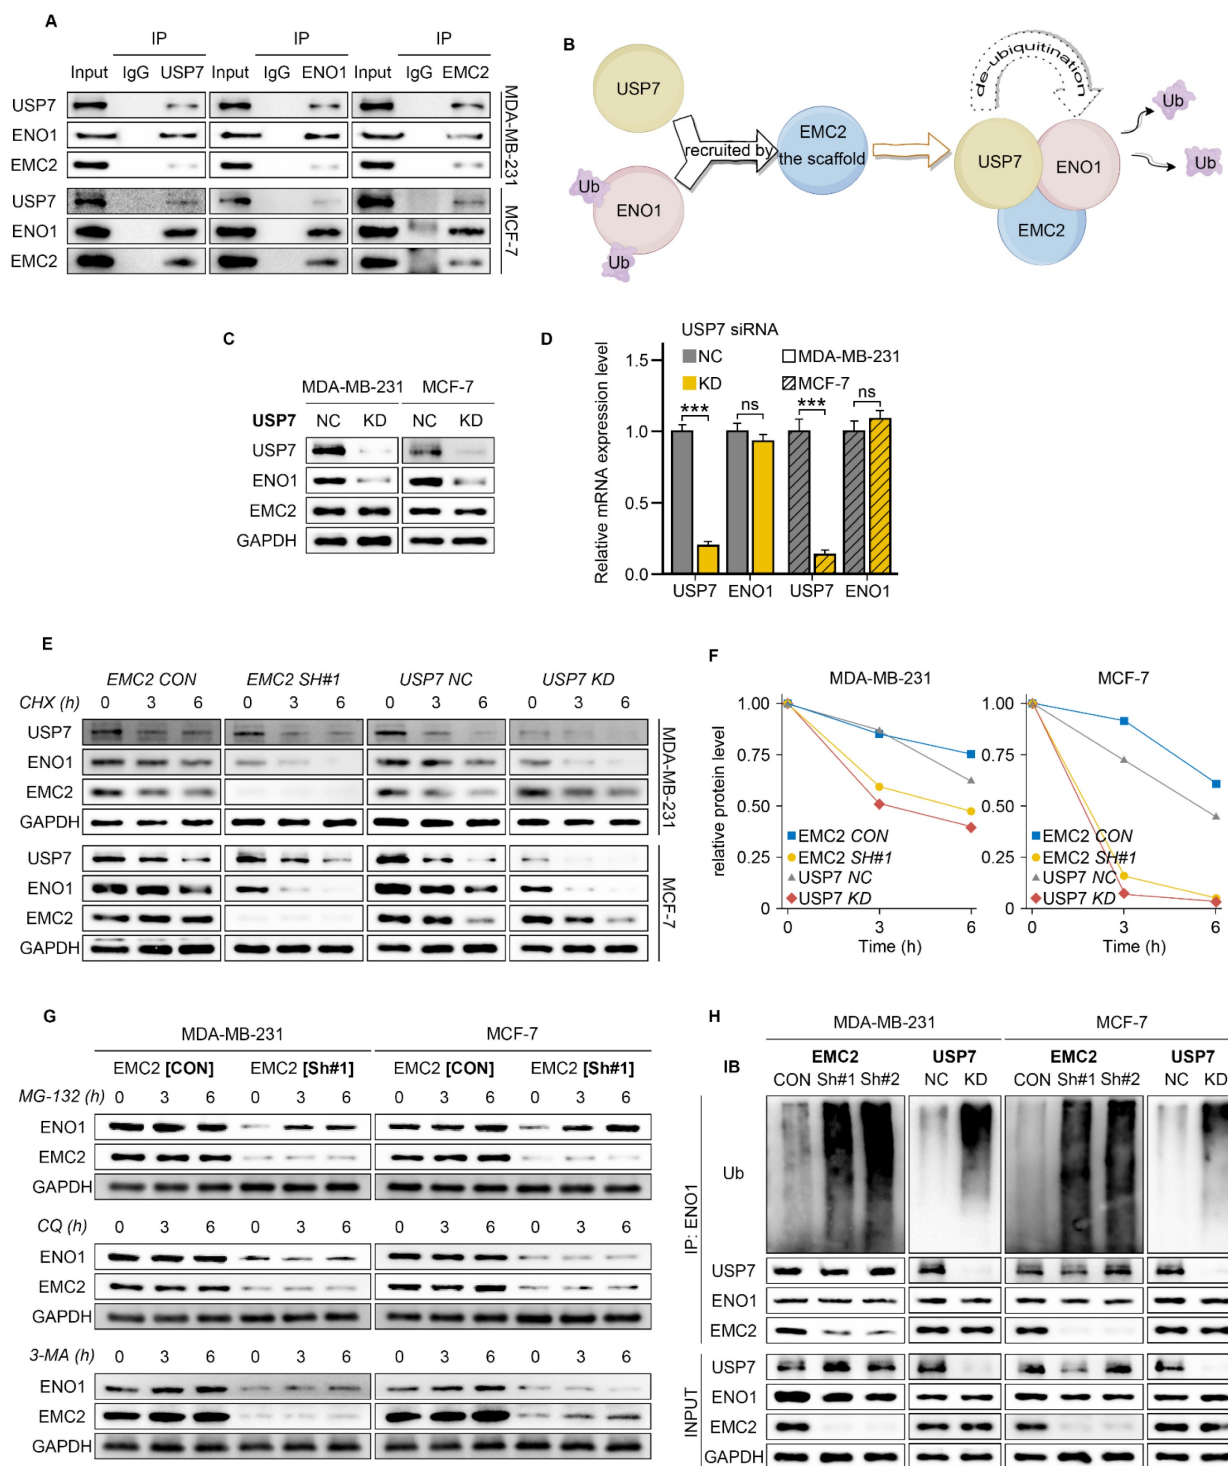 A
IP IP IP
Input IgG USP7 Input IgG ENO1 Input IgG EMC2
USP7
ENO1
EMC2
MDA-MB-231
USP7
ENO1
EMC2
MCF-7
B
USP7
Ub
ENO1
Ub
recruited by
EMC2
the scaffold
de-ubiquitination
USP7
ENO1
EMC2
Ub
Ub
C
MDA-MB-231 MCF-7
USP7 NC KD NC KD
USP7
ENO1
EMC2
GAPDH
D
USP7 siRNA
NC MDA-MB-231
KD MCF-7
Relative mRNA expression level
1.5
1.0
0.5
0.0
*** ns *** ns
USP7 ENO1 USP7 ENO1
E
EMC2 CON EMC2 SH#1 USP7 NC USP7 KD
CHX (h) 0 3 6 0 3 6 0 3 6 0 3 6
USP7
ENO1
EMC2
GAPDH
MDA-MB-231
USP7
ENO1
EMC2
GAPDH
MCF-7
F
MDA-MB-231 MCF-7
relative protein level
1.00 1.00
0.75 0.75
0.50 0.50
0.25 0.25
0 0
EMC2 CON EMC2 CON
EMC2 SH#1 EMC2 SH#1
USP7 NC USP7 NC
USP7 KD USP7 KD
0 3 6 0 3 6
Time (h) Time (h)
G
MDA-MB-231 MCF-7
EMC2 [CON] EMC2 [Sh#1] EMC2 [CON] EMC2 [Sh#1]
MG-132 (h) 0 3 6 0 3 6 0 3 6 0 3 6
ENO1
EMC2
GAPDH
CQ (h) 0 3 6 0 3 6 0 3 6 0 3 6
ENO1
EMC2
GAPDH
3-MA (h) 0 3 6 0 3 6 0 3 6 0 3 6
ENO1
EMC2
GAPDH
H
MDA-MB-231 MCF-7
EMC2 USP7 EMC2 USP7
IB CON Sh#1 Sh#2 NC KD CON Sh#1 Sh#2 NC KD
IP: ENO1
Ub
USP7
ENO1
EMC2
INPUT
USP7
ENO1
EMC2
GAPDH